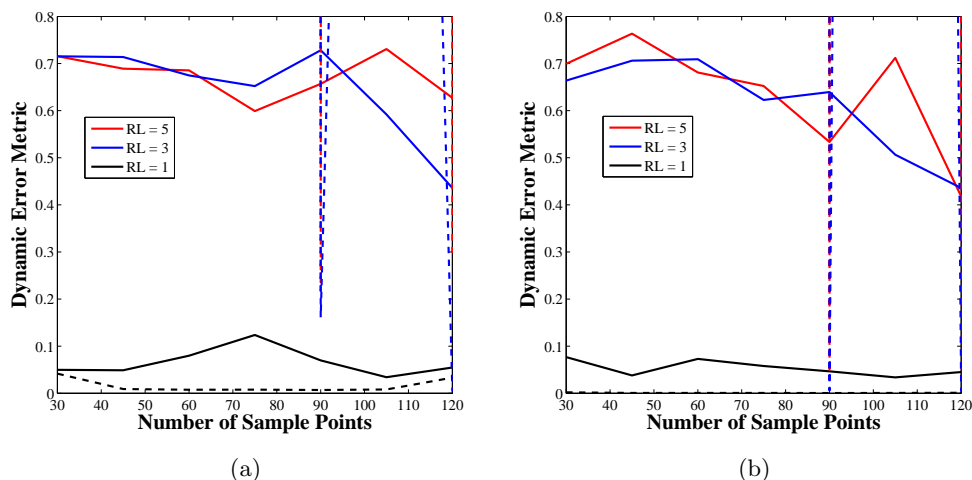 0.8
0.7
0.6
0.5
0.4
0.3
0.2
0.1
0
Dynamic Error Metric
RL = 5
RL = 3
RL = 1
30 40 50 60 70 80 90 100 110 120
Number of Sample Points
(a)
0.8
0.7
0.6
0.5
0.4
0.3
0.2
0.1
0
Dynamic Error Metric
RL = 5
RL = 3
RL = 1
30 40 50 60 70 80 90 100 110 120
Number of Sample Points
(b)